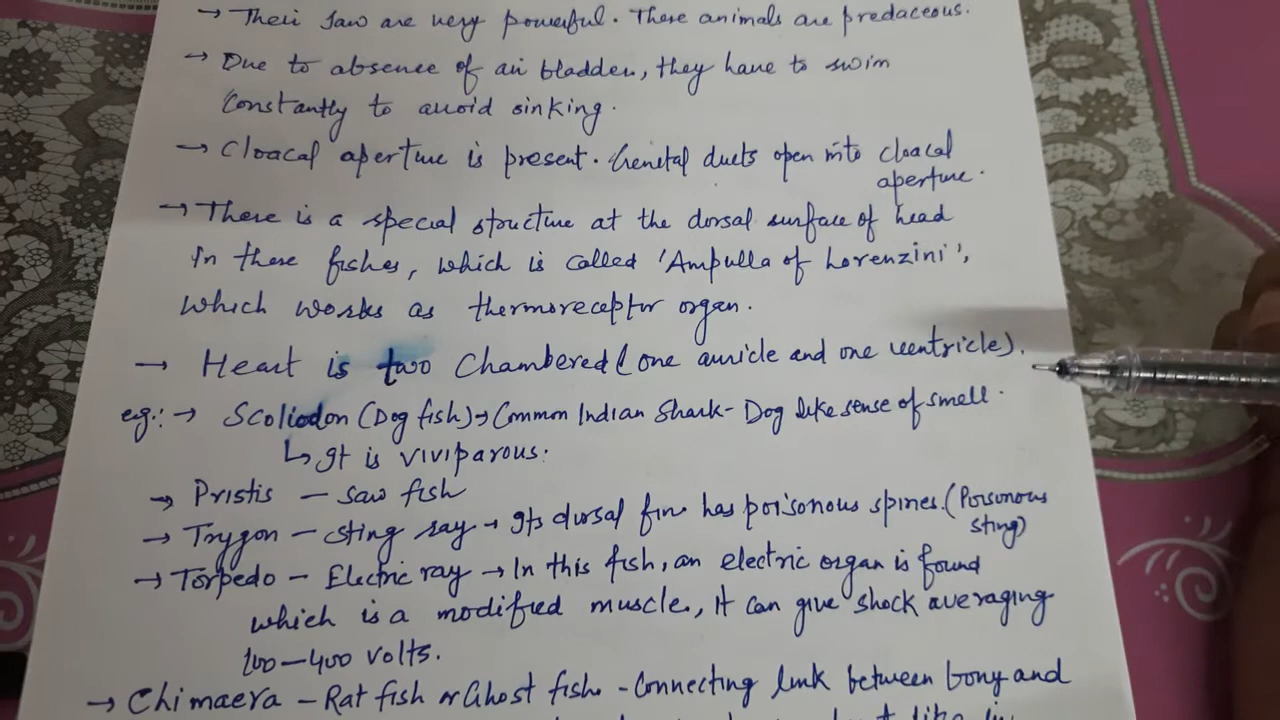 → Their Jaw are very powerful. These animals are predaceous.
→ Due to absence of air bladder, they have to swim
Constantly to avoid sinking.
→ Cloacal aperture is present. Genital ducts open into cloacal
aperture.
→ There is a special structure at the dorsal surface of head
In these fishes, which is called 'Ampulla of Lorenzini',
which works as thermoreceptor organ.
→ Heart is two Chambered (one auricle and one ventricle).
eg.: → Scoliodon (Dog fish) → Common Indian Shark - Dog like sense of smell.
↳ It is viviparous.
→ Pristis – Saw fish
→ Trygon – sting ray → Its dorsal fin has poisonous spines. (Poisonous
sting)
→ Torpedo – Electric ray → In this fish, an electric organ is found
which is a modified muscle, it can give shock averaging
200–400 volts.
→ Chimaera – Rat fish or Ghost fish. - Connecting link between bony and